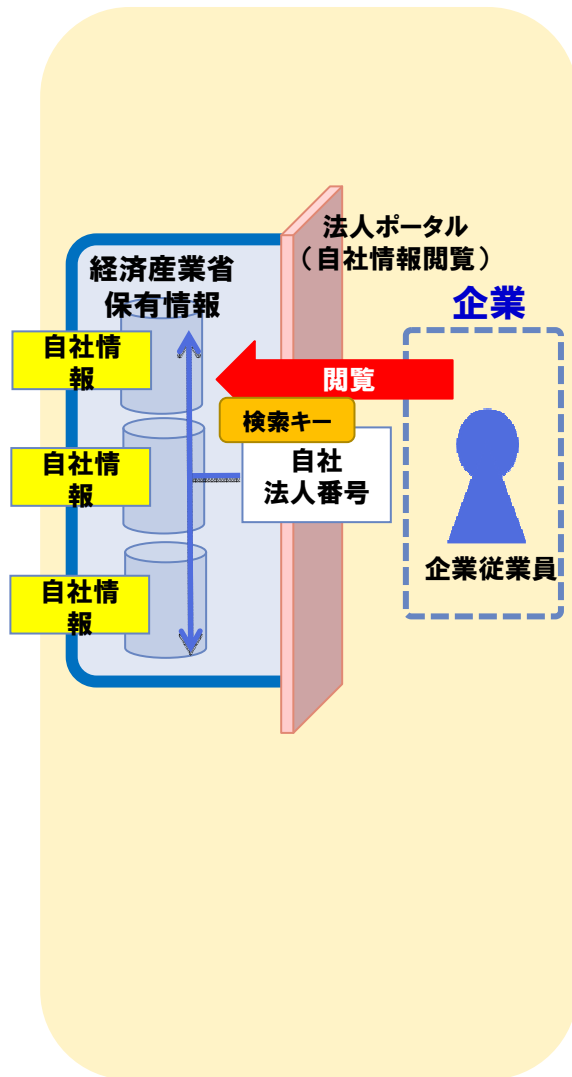 法人ポータル
（自社情報閲覧）
経済産業省
保有情報
企業
自社情
報
閲覧
検索キー
自社
法人番号
自社情
報
企業従業員
自社情
報